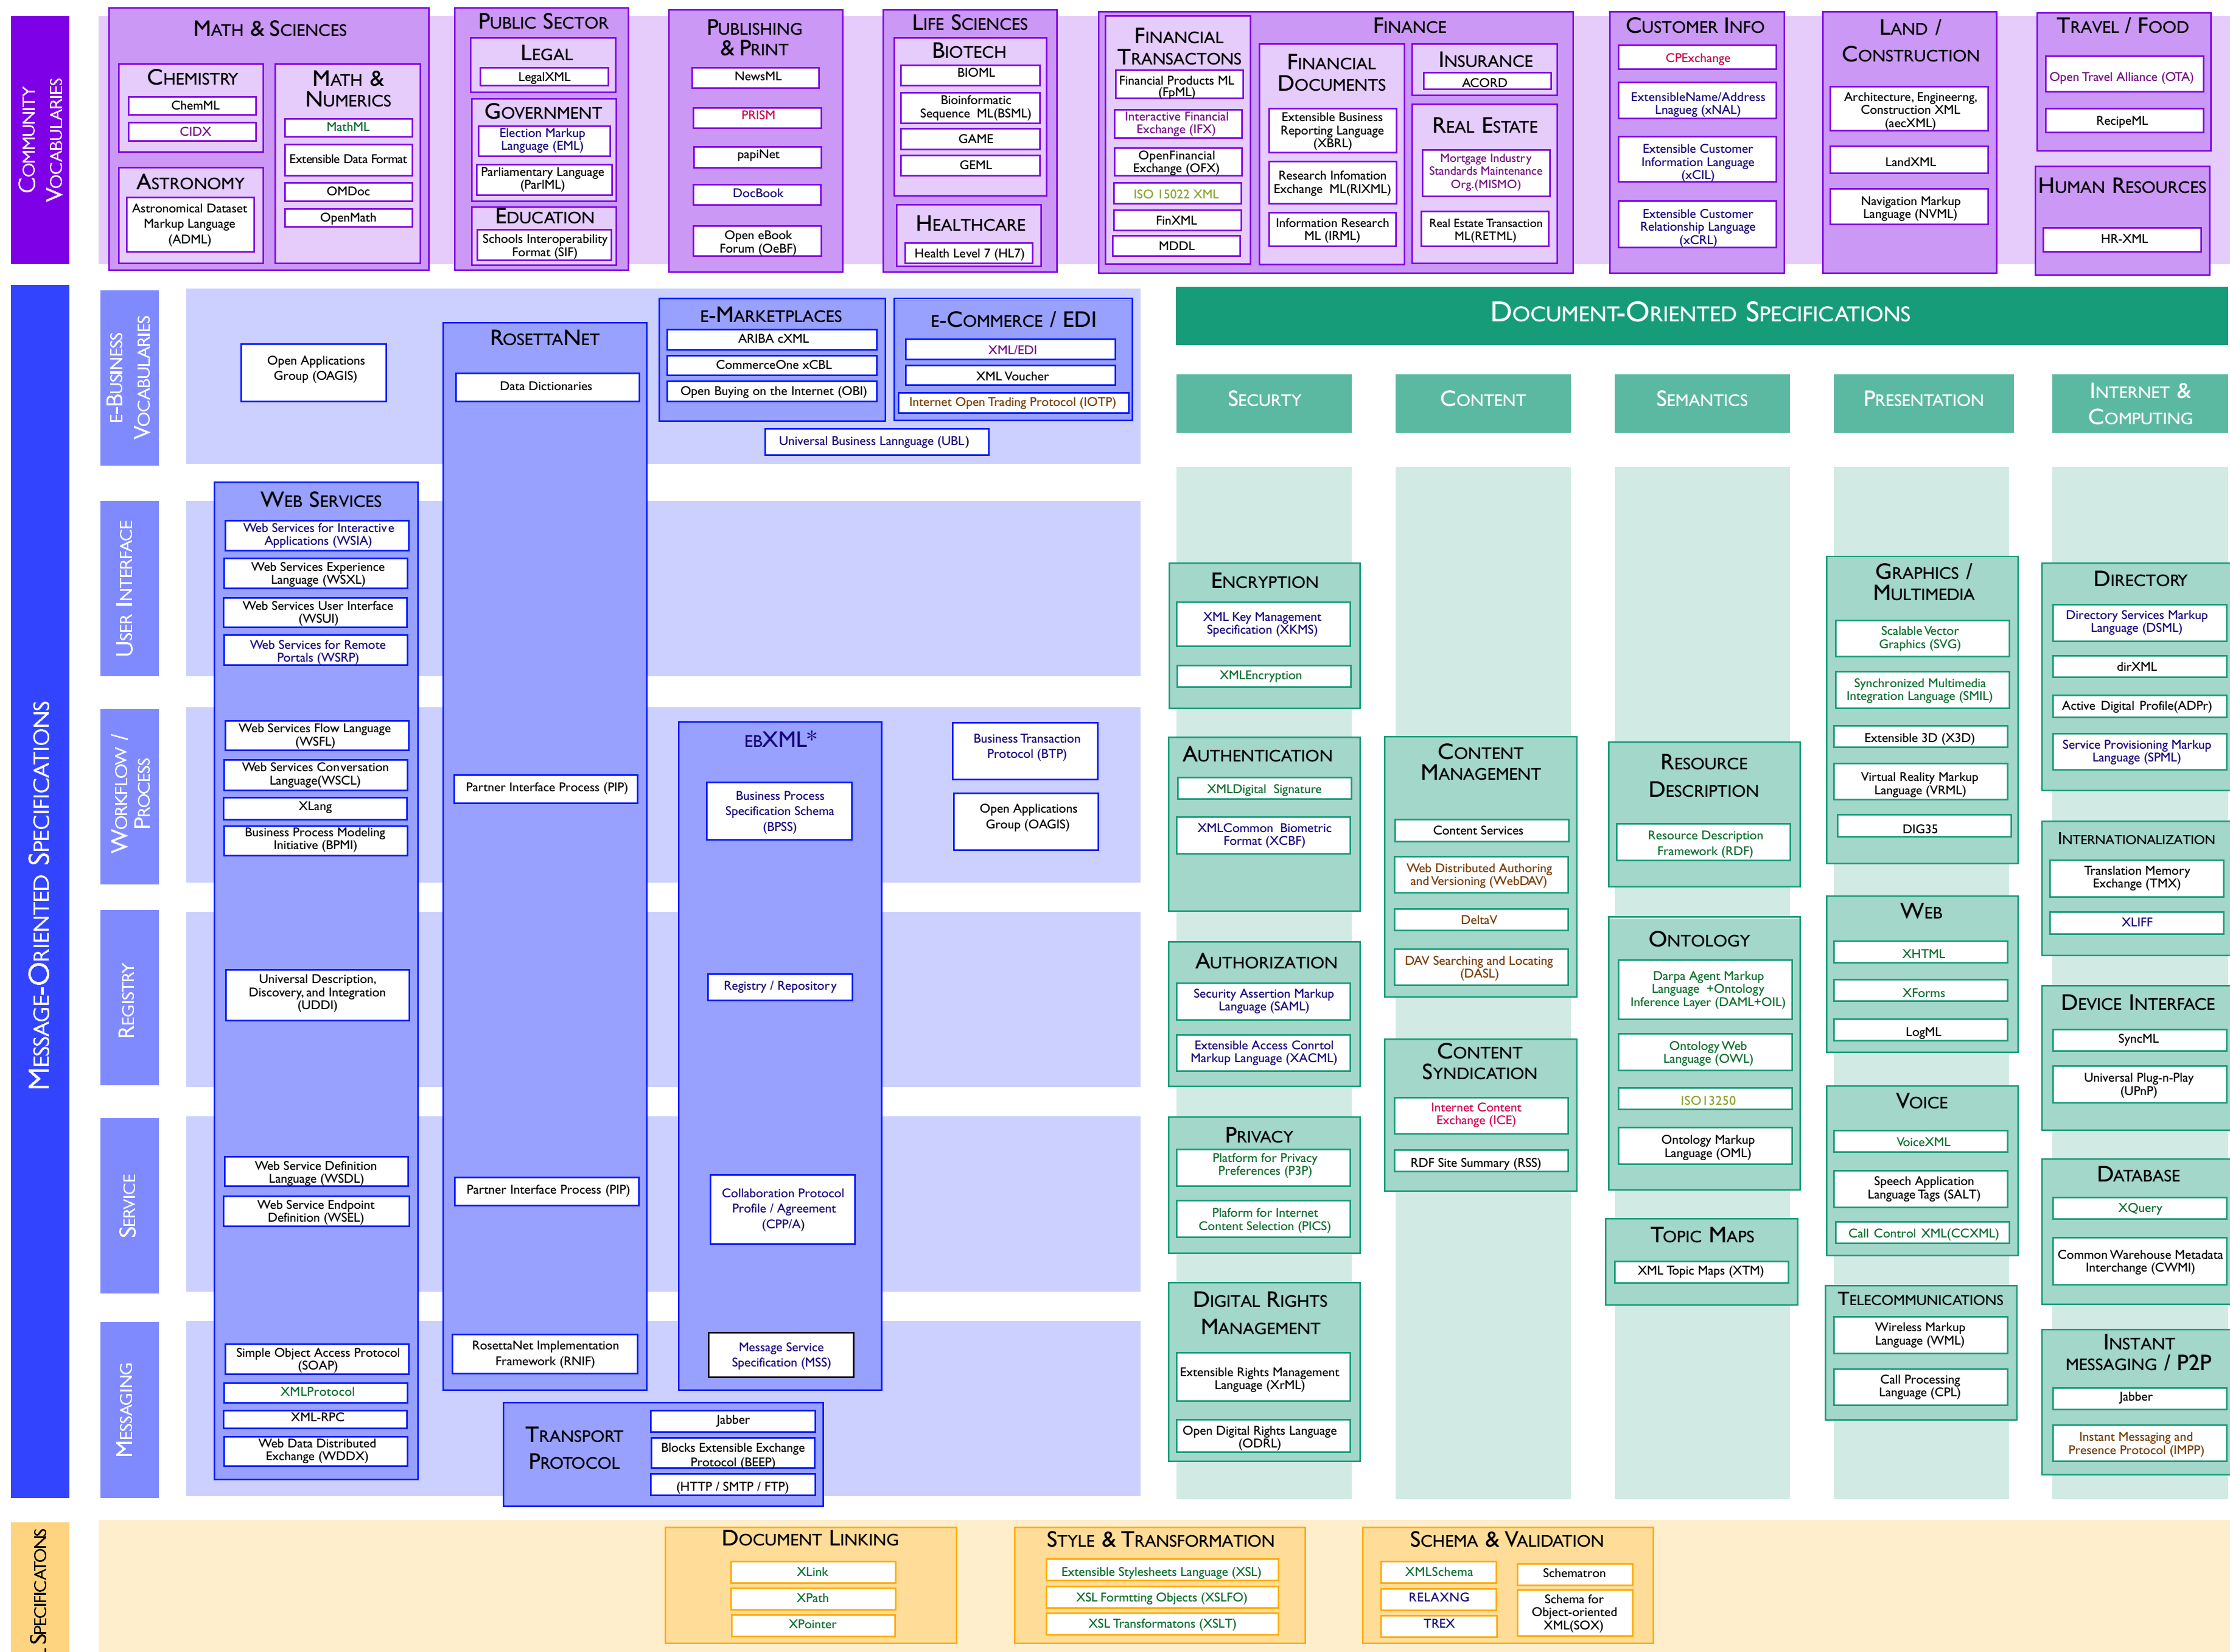 COMMUNITY
VOCABULARIES
MATH & SCIENCES
CHEMISTRY
ChemML
CIDX
ASTRONOMY
Astronomical Dataset
Markup Language
(ADML)
MATH &
NUMERICS
MathML
Extensible Data Format
OMDoc
OpenMath
PUBLIC SECTOR
LEGAL
LegalXML
GOVERNMENT
Election Markup
Language (EML)
Parliamentary Language
(ParlML)
EDUCATION
Schools Interoperability
Format (SIF)
PUBLISHING
& PRINT
NewsML
PRISM
papiNet
DocBook
Open eBook
Forum (OeBF)
LIFE SCIENCES
BIOTECH
BIOML
Bioinformatic
Sequence ML(BSML)
GAME
GEML
HEALTHCARE
Health Level 7 (HL7)
FINANCE
FINANCIAL
TRANSACTONS
Financial Products ML
(FpML)
Interactive Financial
Exchange (IFX)
OpenFinancial
Exchange (OFX)
ISO 15022 XML
FinXML
MDDL
FINANCIAL
DOCUMENTS
Extensible Business
Reporting Language
(XBRL)
Research Infomation
Exchange ML(RIXML)
Information Research
ML (IRML)
INSURANCE
ACORD
REAL ESTATE
Mortgage Industry
Standards Maintenance
Org.(MISMO)
Real Estate Transaction
ML(RETML)
CUSTOMER INFO
CPExchange
ExtensibleName/Address
Lnagueg (xNAL)
Extensible Customer
Information Language
(xCIL)
Extensible Customer
Relationship Language
(xCRL)
LAND /
CONSTRUCTION
Architecture, Engineerng,
Construction XML
(aecXML)
LandXML
Navigation Markup
Language (NVML)
TRAVEL / FOOD
Open Travel Alliance (OTA)
RecipeML
HUMAN RESOURCES
HR-XML
MESSAGE-ORIENTED SPECIFICATIONS
E-BUSINESS
VOCABULARIES
Open Applications
Group (OAGIS)
ROSETTANET
Data Dictionaries
E-MARKETPLACES
ARIBA cXML
CommerceOne xCBL
Open Buying on the Internet (OBI)
E-COMMERCE / EDI
XML/EDI
XML Voucher
Internet Open Trading Protocol (IOTP)
Universal Business Lannguage (UBL)
USER INTERFACE
WEB SERVICES
Web Services for Interactive
Applications (WSIA)
Web Services Experience
Language (WSXL)
Web Services User Interface
(WSUI)
Web Services for Remote
Portals (WSRP)
WORKFLOW /
PROCESS
Web Services Flow Language
(WSFL)
Web Services Conversation
Language(WSCL)
XLang
Business Process Modeling
Initiative (BPMI)
Partner Interface Process (PIP)
EBXML*
Business Process
Specification Schema
(BPSS)
Business Transaction
Protocol (BTP)
Open Applications
Group (OAGIS)
REGISTRY
Universal Description,
Discovery, and Integration
(UDDI)
Registry / Repository
SERVICE
Web Service Definition
Language (WSDL)
Web Service Endpoint
Definition (WSEL)
Partner Interface Process (PIP)
Collaboration Protocol
Profile / Agreement
(CPP/A)
MESSAGING
Simple Object Access Protocol
(SOAP)
XMLProtocol
XML-RPC
Web Data Distributed
Exchange (WDDX)
RosettaNet Implementation
Framework (RNIF)
Message Service
Specification (MSS)
TRANSPORT
PROTOCOL
Jabber
Blocks Extensible Exchange
Protocol (BEEP)
(HTTP / SMTP / FTP)
DOCUMENT-ORIENTED SPECIFICATIONS
SECURTY
ENCRYPTION
XML Key Management
Specification (XKMS)
XMLEncryption
AUTHENTICATION
XMLDigital Signature
XMLCommon Biometric
Format (XCBF)
AUTHORIZATION
Security Assertion Markup
Language (SAML)
Extensible Access Conrtol
Markup Language (XACML)
PRIVACY
Platform for Privacy
Preferences (P3P)
Plaform for Internet
Content Selection (PICS)
DIGITAL RIGHTS
MANAGEMENT
Extensible Rights Management
Language (XrML)
Open Digital Rights Language
(ODRL)
CONTENT
CONTENT
MANAGEMENT
Content Services
Web Distributed Authoring
and Versioning (WebDAV)
DeltaV
DAV Searching and Locating
(DASL)
CONTENT
SYNDICATION
Internet Content
Exchange (ICE)
RDF Site Summary (RSS)
SEMANTICS
RESOURCE
DESCRIPTION
Resource Description
Framework (RDF)
ONTOLOGY
Darpa Agent Markup
Language +Ontology
Inference Layer (DAML+OIL)
Ontology Web
Language (OWL)
ISO13250
Ontology Markup
Language (OML)
TOPIC MAPS
XML Topic Maps (XTM)
PRESENTATION
GRAPHICS /
MULTIMEDIA
Scalable Vector
Graphics (SVG)
Synchronized Multimedia
Integration Language (SMIL)
Extensible 3D (X3D)
Virtual Reality Markup
Language (VRML)
DIG35
WEB
XHTML
XForms
LogML
VOICE
VoiceXML
Speech Application
Language Tags (SALT)
Call Control XML(CCXML)
TELECOMMUNICATIONS
Wireless Markup
Language (WML)
Call Processing
Language (CPL)
INTERNET &
COMPUTING
DIRECTORY
Directory Services Markup
Language (DSML)
dirXML
Active Digital Profile(ADPr)
Service Provisioning Markup
Language (SPML)
INTERNATIONALIZATION
Translation Memory
Exchange (TMX)
XLIFF
DEVICE INTERFACE
SyncML
Universal Plug-n-Play
(UPnP)
DATABASE
XQuery
Common Warehouse Metadata
Interchange (CWMI)
INSTANT
MESSAGING / P2P
Jabber
Instant Messaging and
Presence Protocol (IMPP)
SPECIFICATONS
DOCUMENT LINKING
XLink
XPath
XPointer
STYLE & TRANSFORMATION
Extensible Stylesheets Language (XSL)
XSL Formtting Objects (XSLFO)
XSL Transformatons (XSLT)
SCHEMA & VALIDATION
XMLSchema
RELAXNG
TREX
Schematron
Schema for
Object-oriented
XML(SOX)